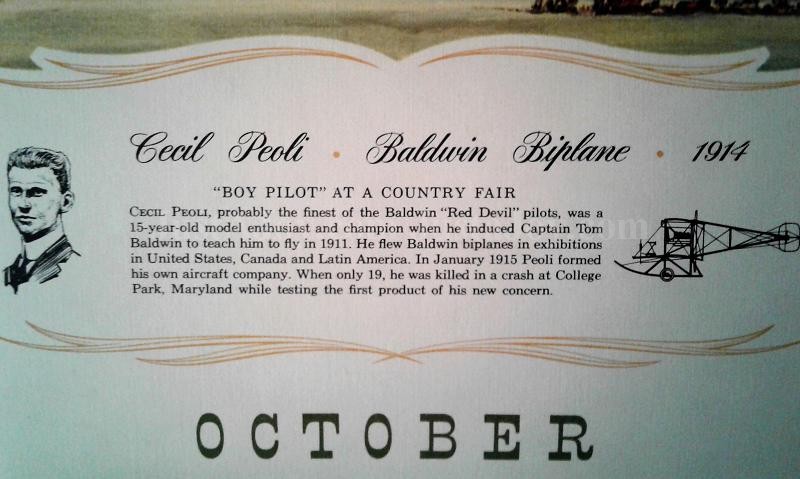 Cecil Peoli • Baldwin Biplane • 1914
“BOY PILOT” AT A COUNTRY FAIR
CECIL PEOLI, probably the finest of the Baldwin “Red Devil” pilots, was a
15-year-old model enthusiast and champion when he induced Captain Tom
Baldwin to teach him to fly in 1911. He flew Baldwin biplanes in exhibitions
in United States, Canada and Latin America. In January 1915 Peoli formed
his own aircraft company. When only 19, he was killed in a crash at College
Park, Maryland while testing the first product of his new concern.
OCTOBER